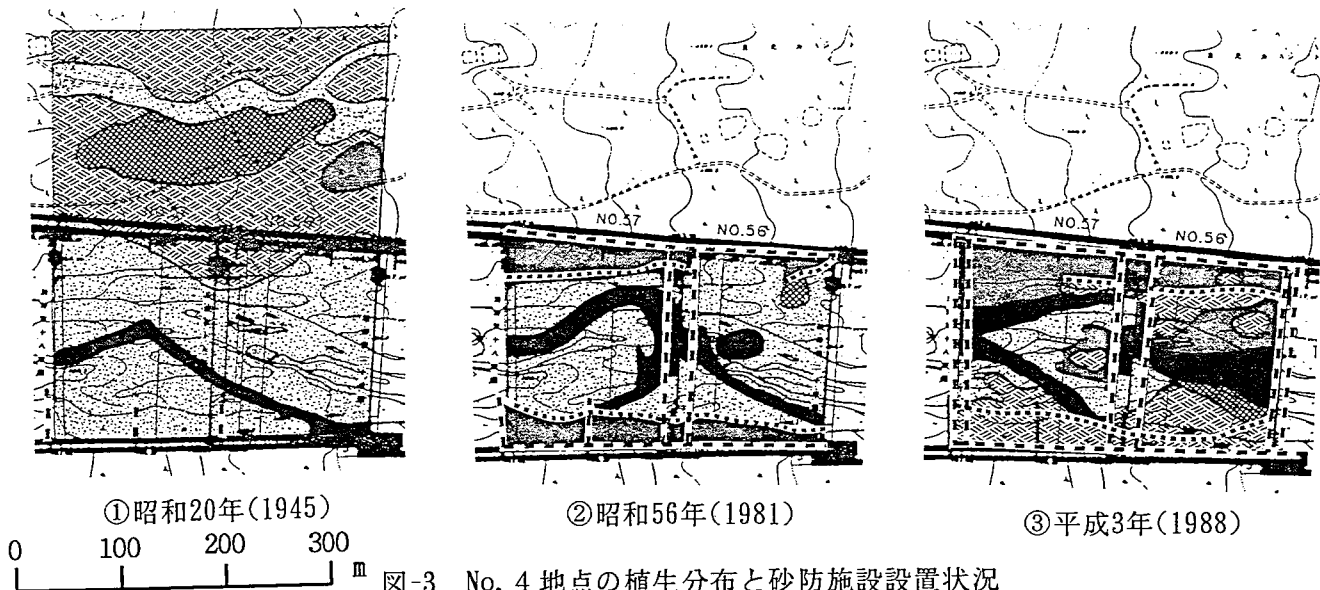 NO.57
NO.56
NO.57
NO.56
①昭和20年(1945)
②昭和56年(1981)
③平成3年(1988)
0 100 200 300 m
図-3 No. 4 地点の植生分布と砂防施設設置状況